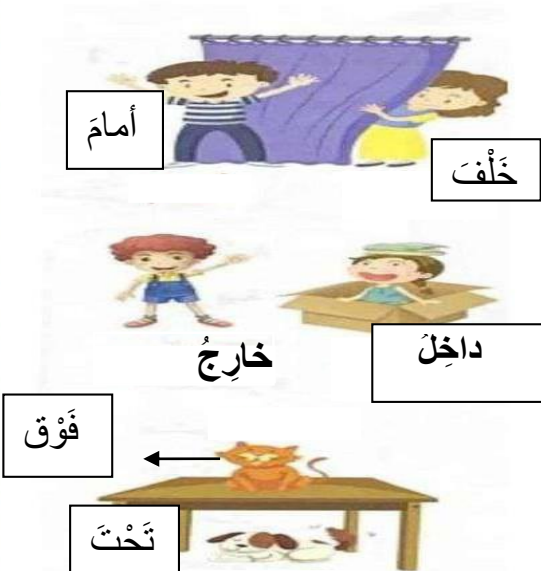 أمامَ
خَلْفَ
داخِلُ
خارِجُ
فَوْق
تَحْتَ